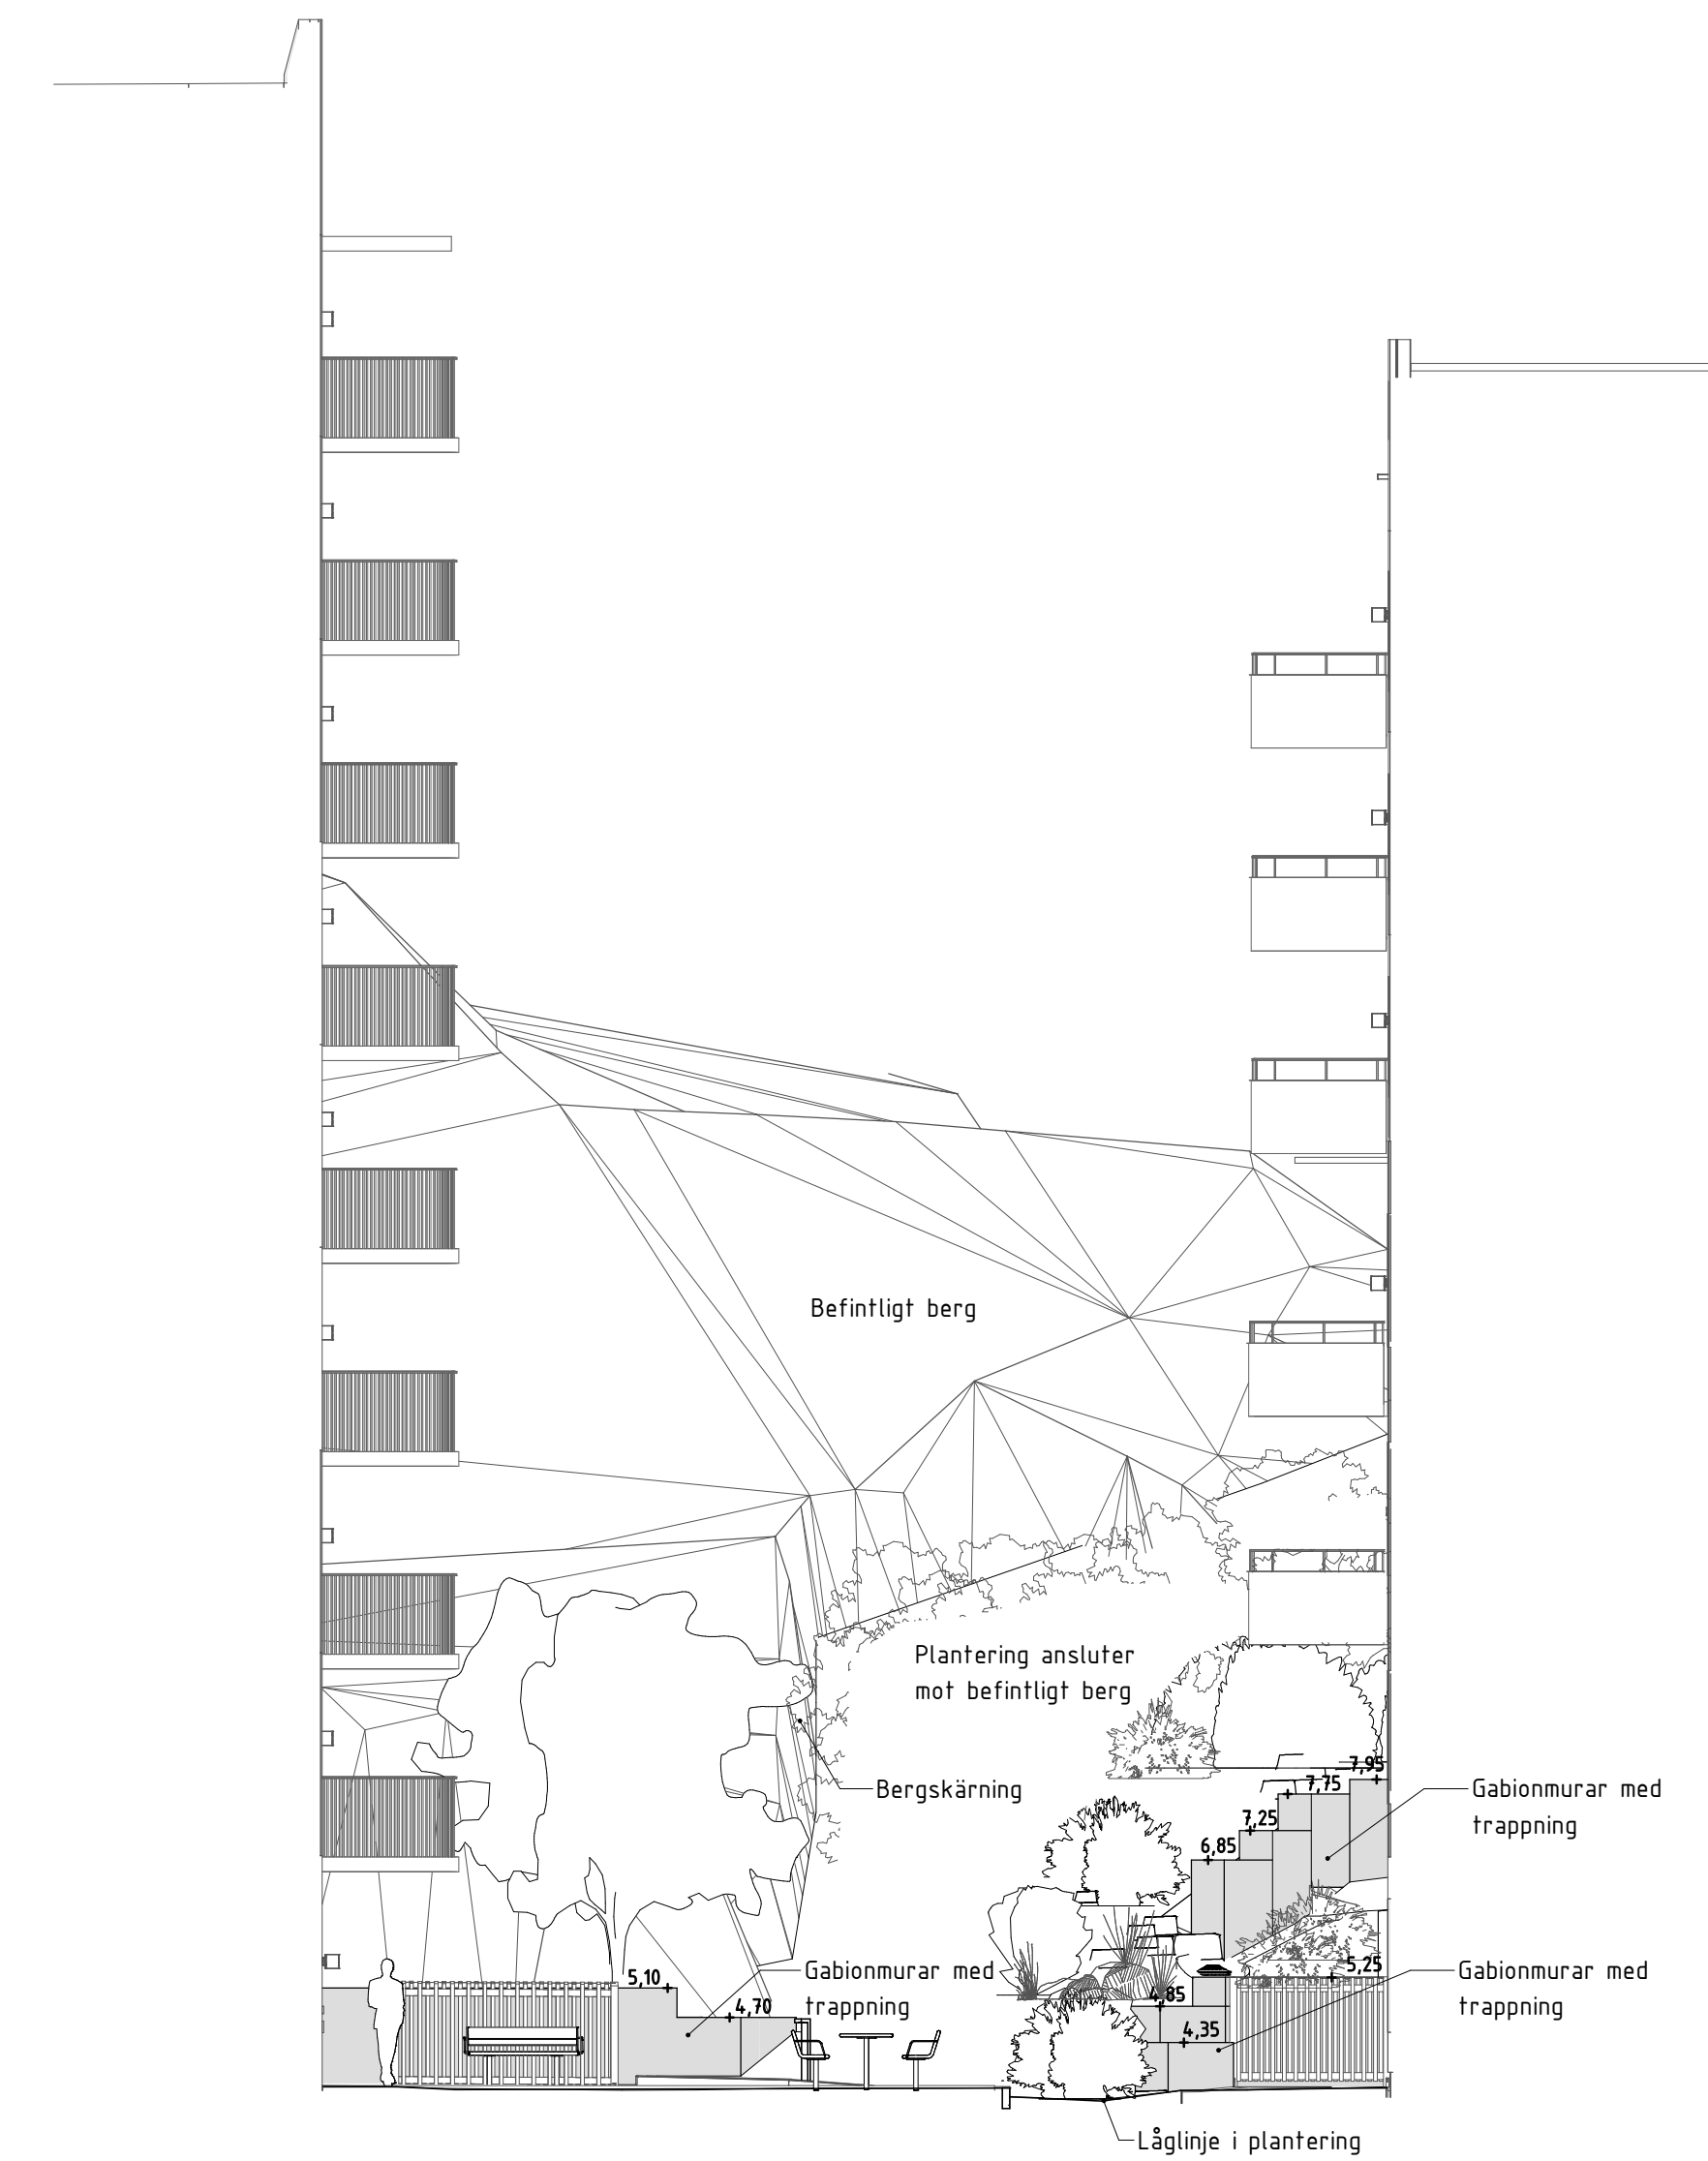 Befintligt berg
Plantering ansluter
mot befintligt berg
Bergskärning
7,95
7,75
7,25
6,85
Gabionmurar med
trappning
5,10
4,70
Gabionmurar med
trappning
5,25
4,85
4,35
Gabionmurar med
trappning
Låglinje i plantering